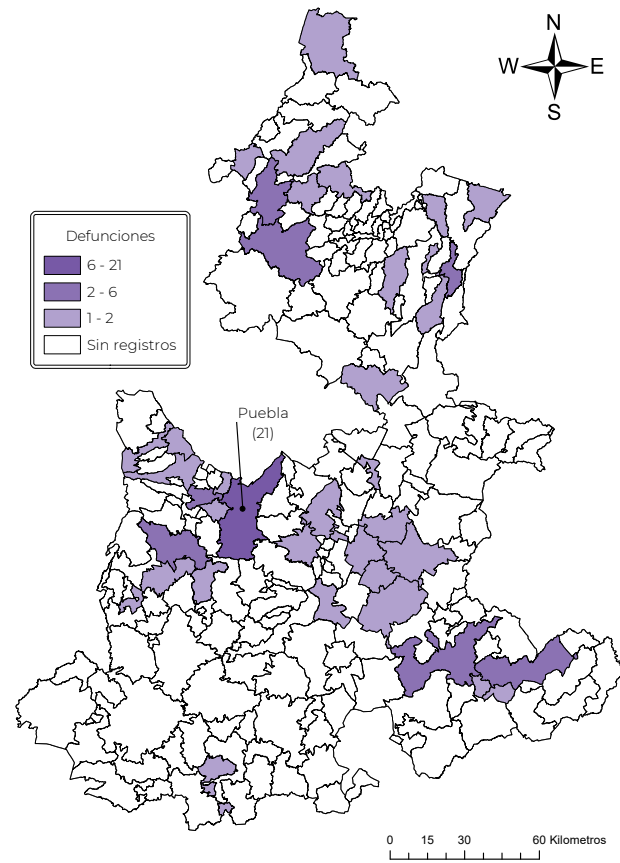 N
W E
S
Defunciones
6 - 21
2 - 6
1 - 2
Sin registros
Puebla
(21)
0 15 30 60 Kilometros